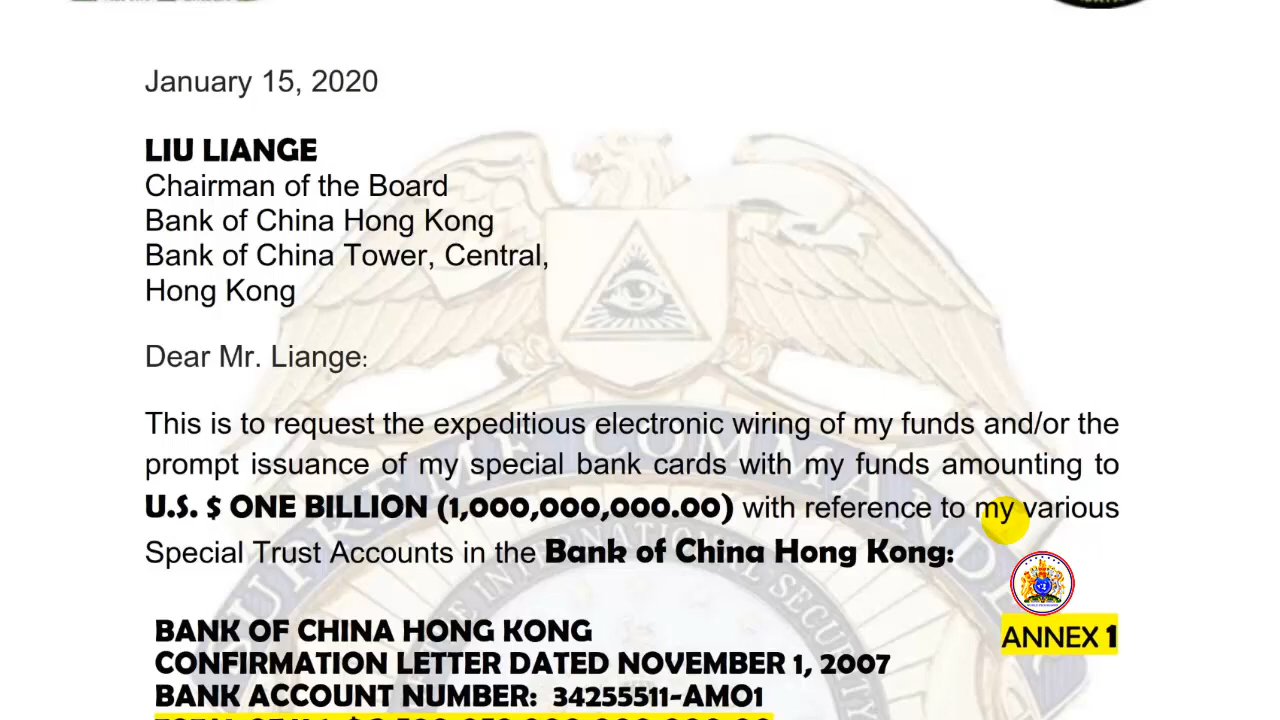 January 15, 2020
LIU LIANGE
Chairman of the Board
Bank of China Hong Kong
Bank of China Tower, Central,
Hong Kong
Dear Mr. Liange:
This is to request the expeditious electronic wiring of my funds and/or the
prompt issuance of my special bank cards with my funds amounting to
U.S. $ ONE BILLION (1,000,000,000.00) with reference to my various
Special Trust Accounts in the Bank of China Hong Kong:
SUPREME COMMANDE
INTERNATIONAL SECURITY
ANNEX 1
BANK OF CHINA HONG KONG
CONFIRMATION LETTER DATED NOVEMBER 1, 2007
BANK ACCOUNT NUMBER: 34255511-AM01